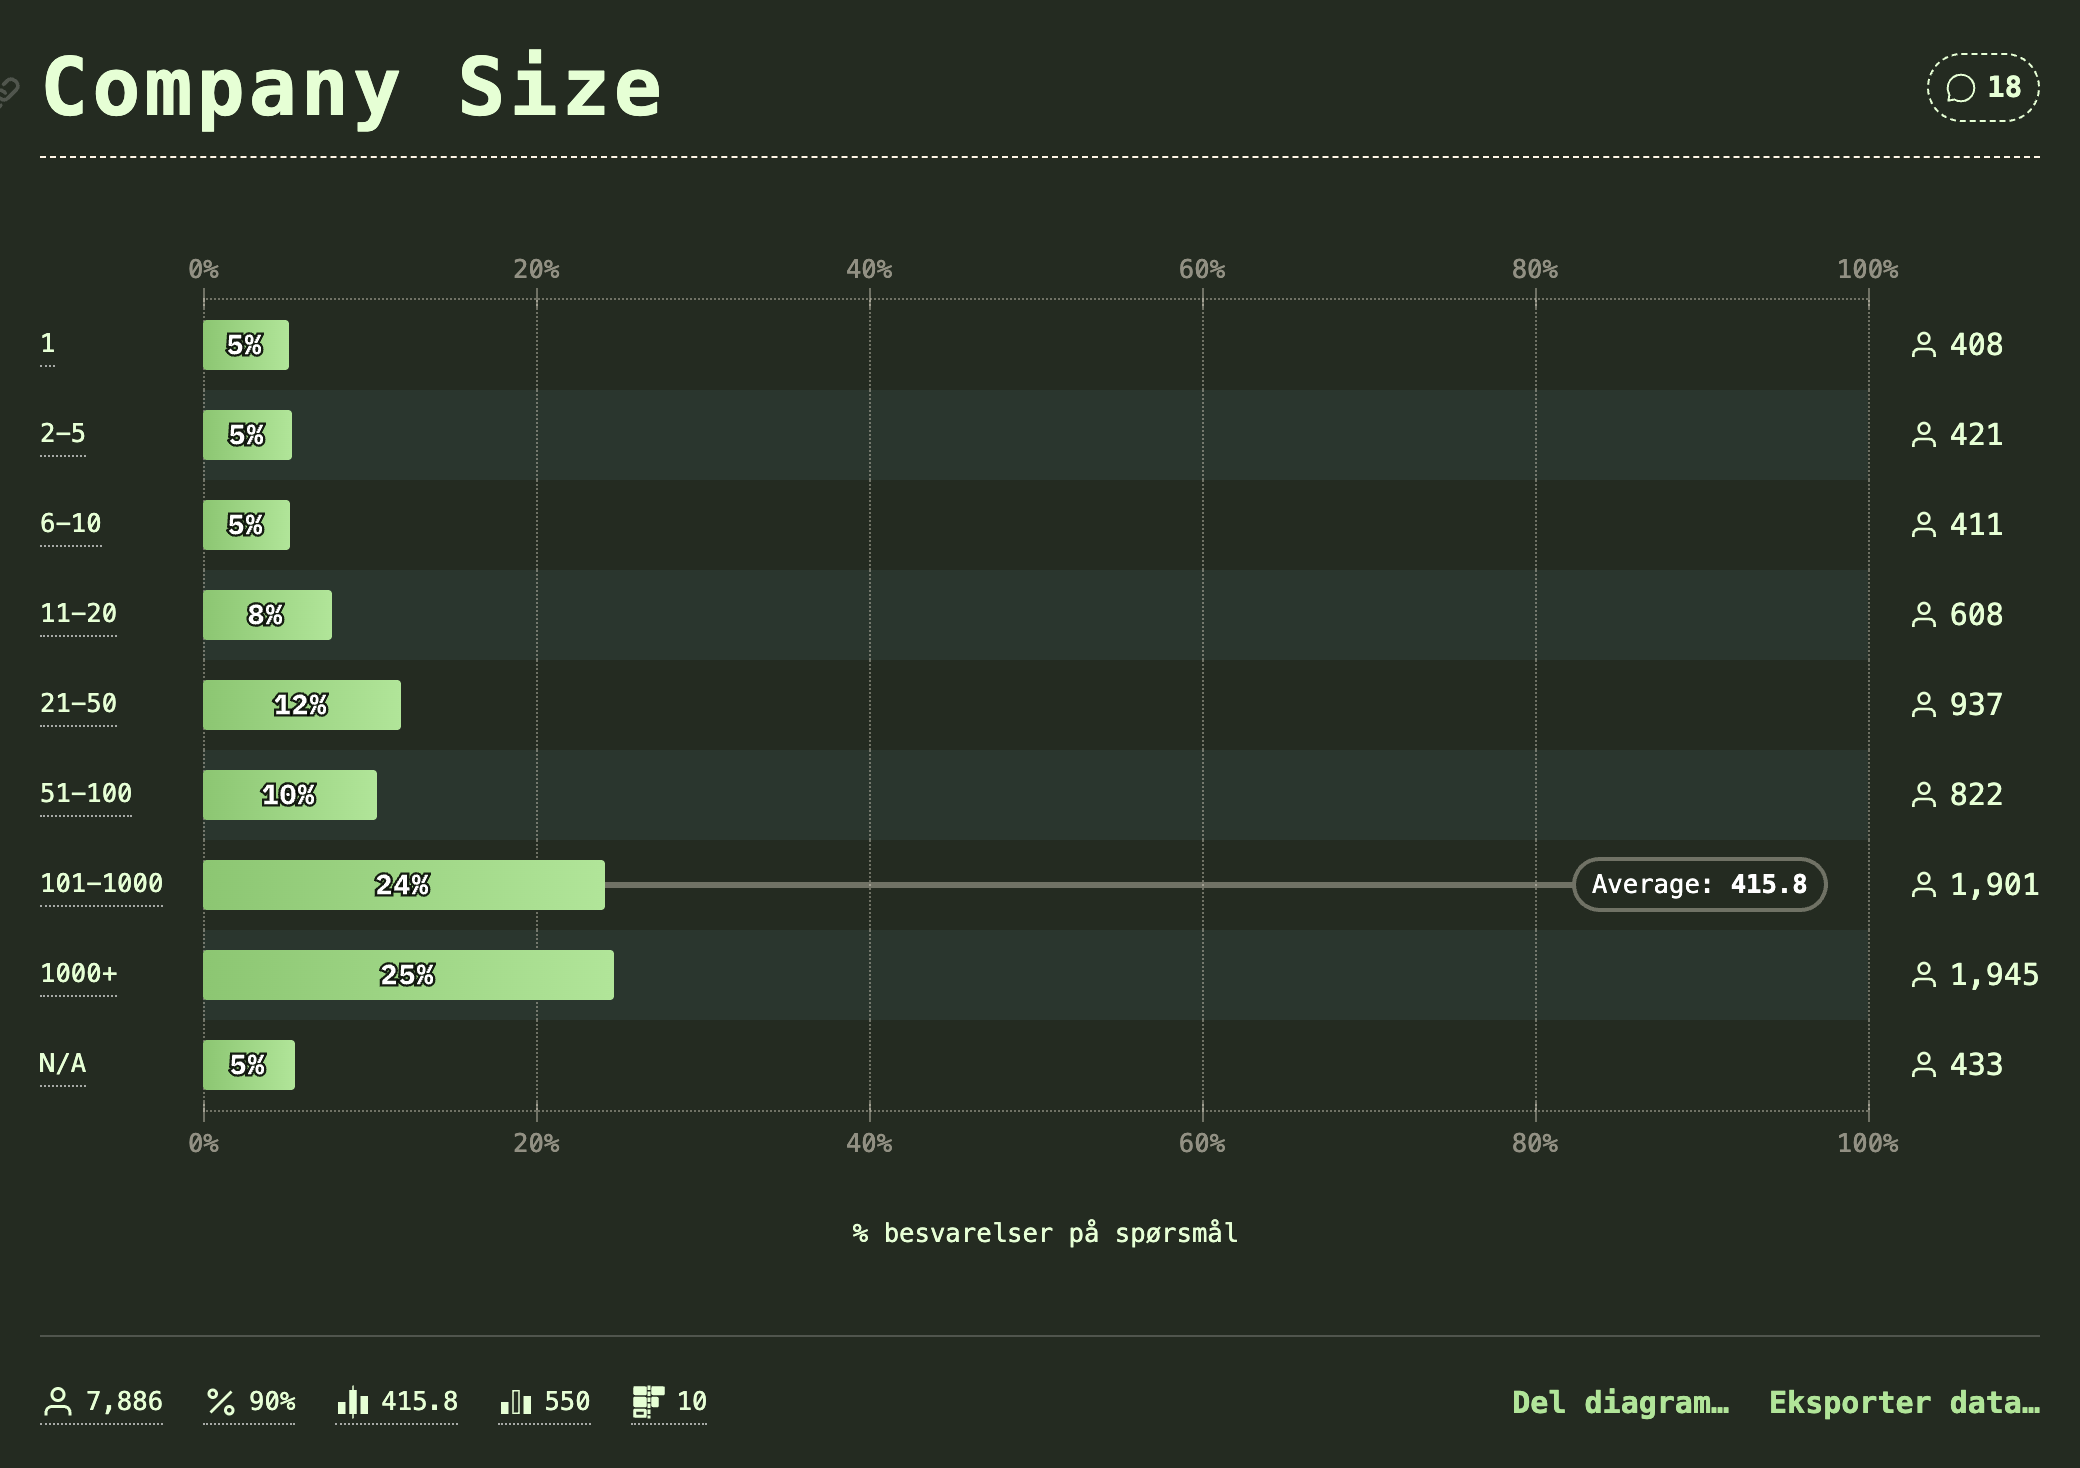 Company Size
18
0% 20% 40% 60% 80% 100%
1 5% 408
2–5 5% 421
6–10 5% 411
11–20 8% 608
21–50 12% 937
51–100 10% 822
101–1000 24% Average: 415.8 1,901
1000+ 25% 1,945
N/A 5% 433
0% 20% 40% 60% 80% 100%
% besvarelser på spørsmål
7,886 90% 415.8 550 10 Del diagram… Eksporter data…